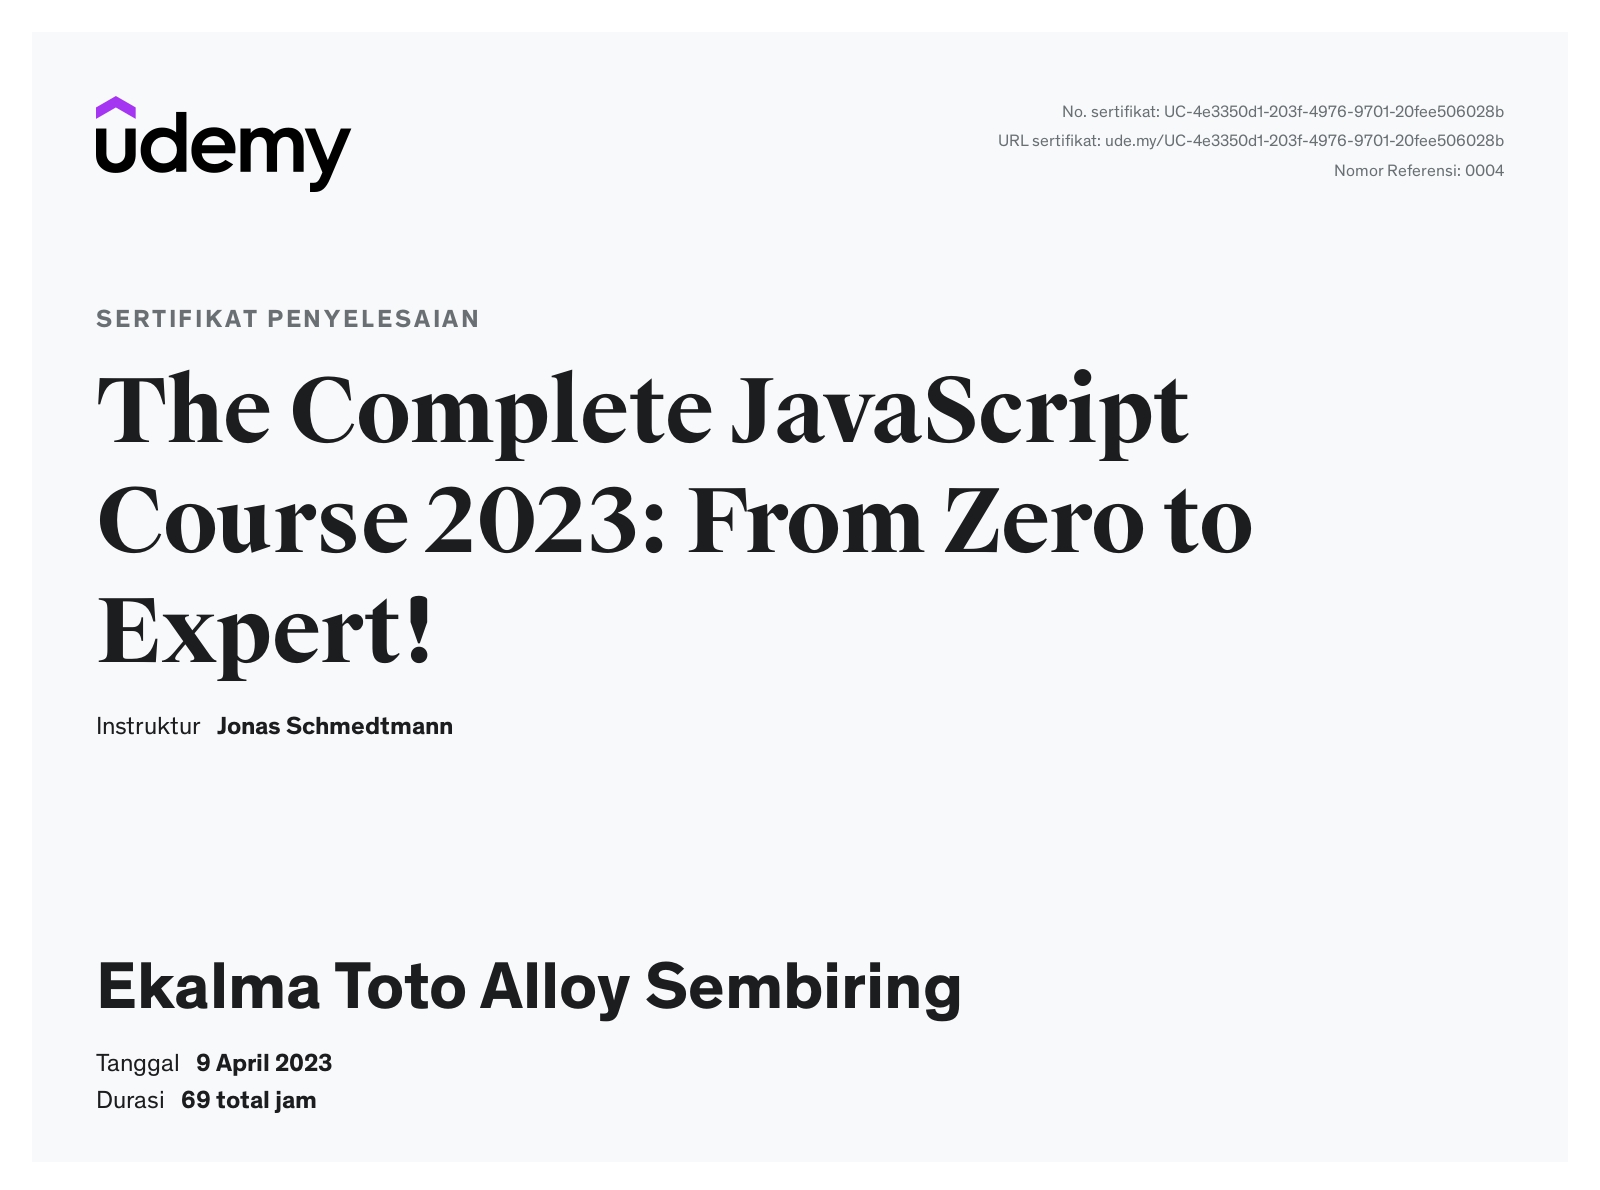 udemy
No. sertifikat: UC-4e3350d1-203f-4976-9701-20fee506028b
URL sertifikat: ude.my/UC-4e3350d1-203f-4976-9701-20fee506028b
Nomor Referensi: 0004
SERTIFIKAT PENYELESAIAN
The Complete JavaScript
Course 2023: From Zero to
Expert!
Instruktur Jonas Schmedtmann
Ekalma Toto Alloy Sembiring
Tanggal 9 April 2023
Durasi 69 total jam